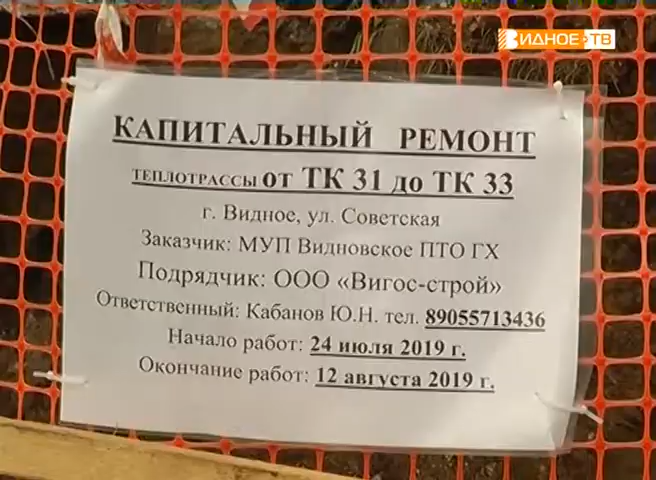 ВИДНОЕ ТВ
КАПИТАЛЬНЫЙ РЕМОНТ
ТЕПЛОТРАССЫ ОТ ТК 31 ДО ТК 33
г. Видное, ул. Советская
Заказчик: МУП Видновское ПТО ГХ
Подрядчик: ООО «Вигос-строй»
Ответственный: Кабанов Ю.Н. тел. 89055713436
Начало работ: 24 июля 2019 г.
Окончание работ: 12 августа 2019 г.